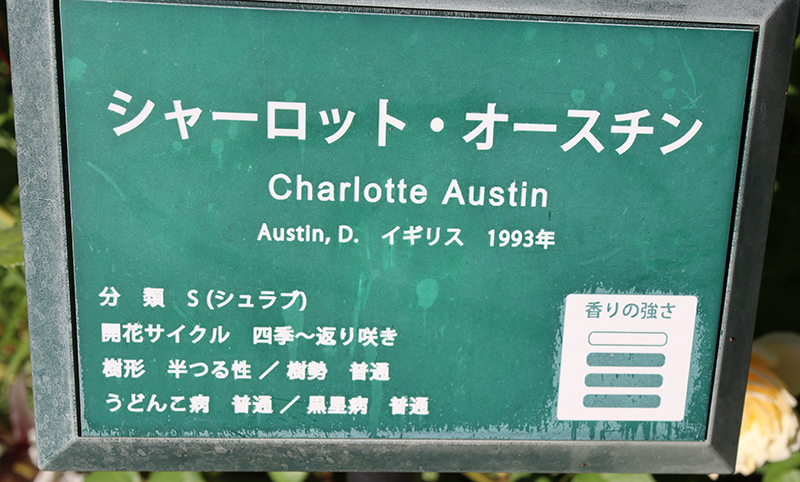 シャーロット・オースチン
Charlotte Austin
Austin, D.　イギリス　1993年
分　類　S (シュラブ)
開花サイクル　四季～返り咲き
樹形　半つる性 ／ 樹勢　普通
うどんこ病　普通 ／ 黒星病　普通
香りの強さ